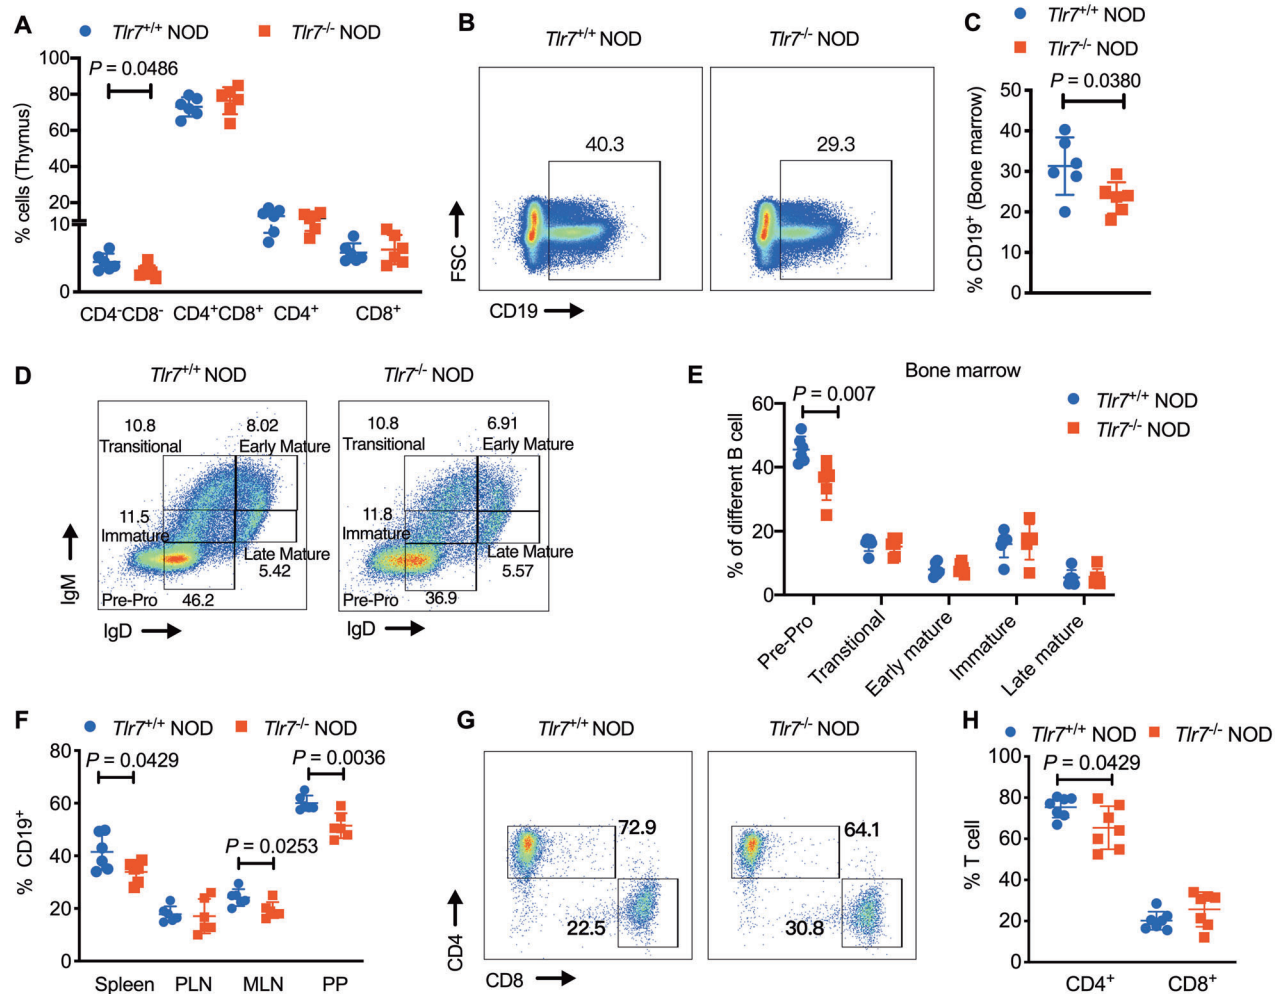 A
Tlr7+/+ NOD
Tlr7-/- NOD
P = 0.0486
% cells (Thymus)
100
80
60
40
20
10
0
CD4-CD8-
CD4+CD8+
CD4+
CD8+
B
Tlr7+/+ NOD
Tlr7-/- NOD
40.3
29.3
FSC
CD19
C
Tlr7+/+ NOD
Tlr7-/- NOD
P = 0.0380
% CD19+ (Bone marrow)
50
40
30
20
10
0
D
Tlr7+/+ NOD
Tlr7-/- NOD
10.8
Transitional
8.02
Early Mature
11.5
Immature
Late Mature
5.42
Pre-Pro
46.2
10.8
Transitional
6.91
Early Mature
11.8
Immature
Late Mature
5.57
Pre-Pro
36.9
IgM
IgD
IgD
E
Bone marrow
Tlr7+/+ NOD
Tlr7-/- NOD
P = 0.007
% of different B cell
60
40
20
0
Pre-Pro
Transtional
Early mature
Immature
Late mature
F
Tlr7+/+ NOD
Tlr7-/- NOD
P = 0.0429
P = 0.0036
P = 0.0253
% CD19+
80
60
40
20
0
Spleen
PLN
MLN
PP
G
Tlr7+/+ NOD
Tlr7-/- NOD
72.9
22.5
64.1
30.8
CD4
CD8
H
Tlr7+/+ NOD
Tlr7-/- NOD
P = 0.0429
% T cell
100
80
60
40
20
0
CD4+
CD8+